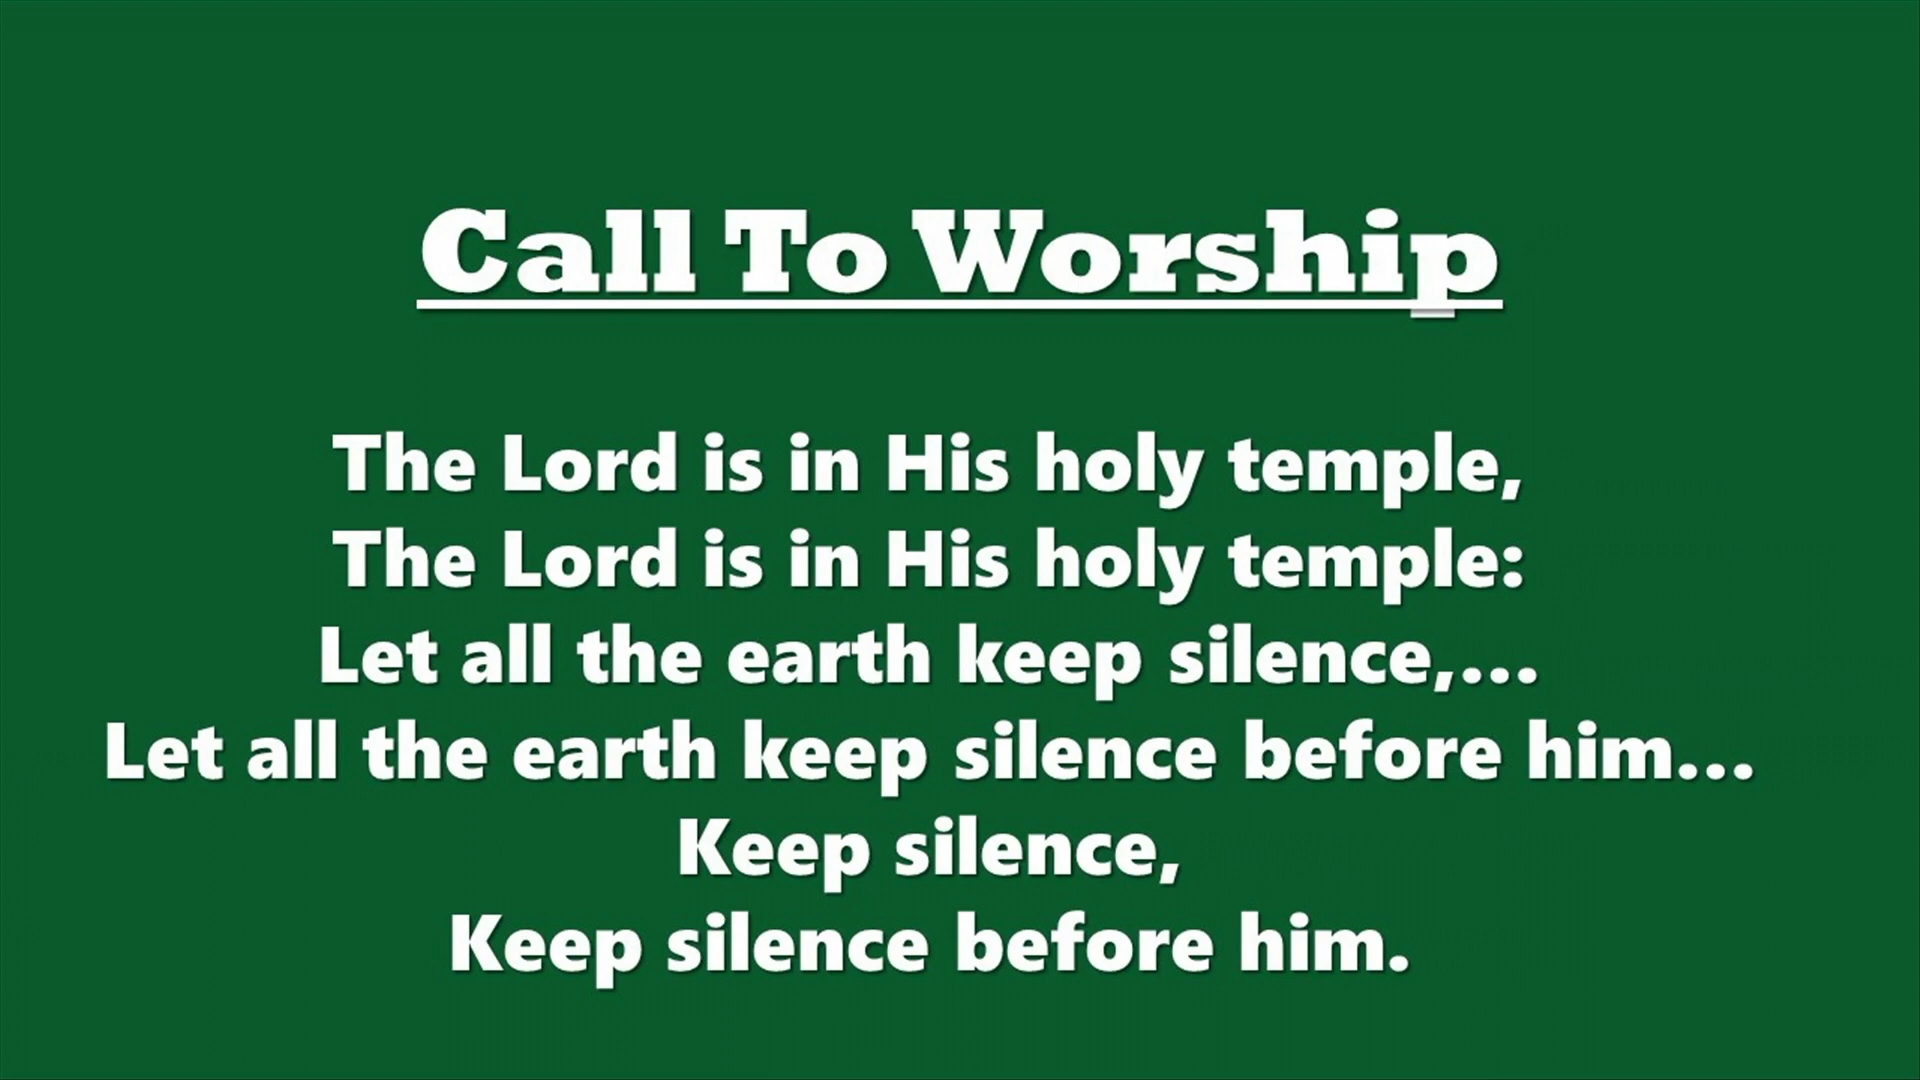 Call To Worship
The Lord is in His holy temple,
The Lord is in His holy temple:
Let all the earth keep silence,...
Let all the earth keep silence before him...
Keep silence,
Keep silence before him.